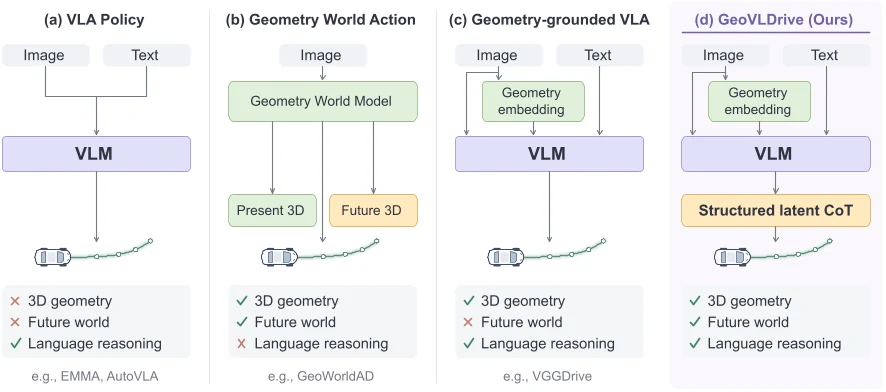 (a) VLA Policy
Image
Text
VLM
3D geometry
Future world
Language reasoning
e.g., EMMA, AutoVLA
(b) Geometry World Action
Image
Geometry World Model
Present 3D
Future 3D
3D geometry
Future world
Language reasoning
e.g., GeoWorldAD
(c) Geometry-grounded VLA
Image
Text
Geometry
embedding
VLM
3D geometry
Future world
Language reasoning
e.g., VGGDrive
(d) GeoVLDrive (Ours)
Image
Text
Geometry
embedding
VLM
Structured latent CoT
3D geometry
Future world
Language reasoning